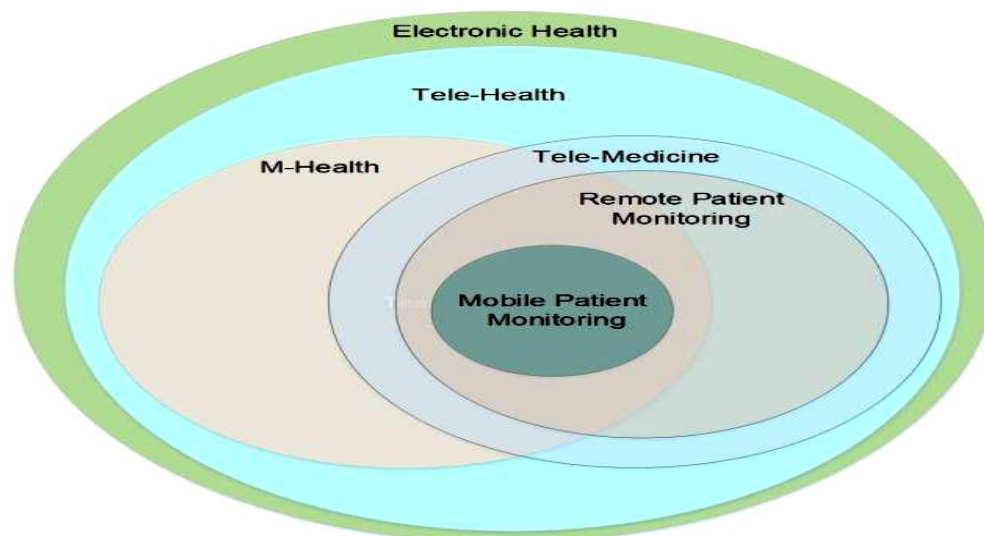 Electronic Health
Tele-Health
M-Health
Tele-Medicine
Remote Patient
Monitoring
Mobile Patient
Monitoring